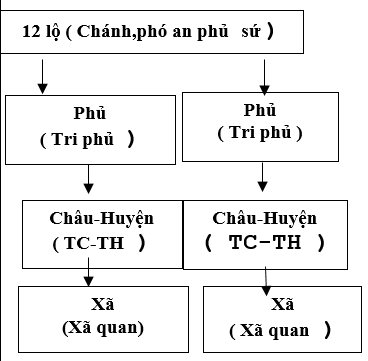 12 lộ ( Chánh,phó an phủ sứ )
Phủ
( Tri phủ )
Phủ
( Tri phủ )
Châu-Huyện
( TC-TH )
Châu-Huyện
( TC-TH )
Xã
(Xã quan)
Xã
( Xã quan )